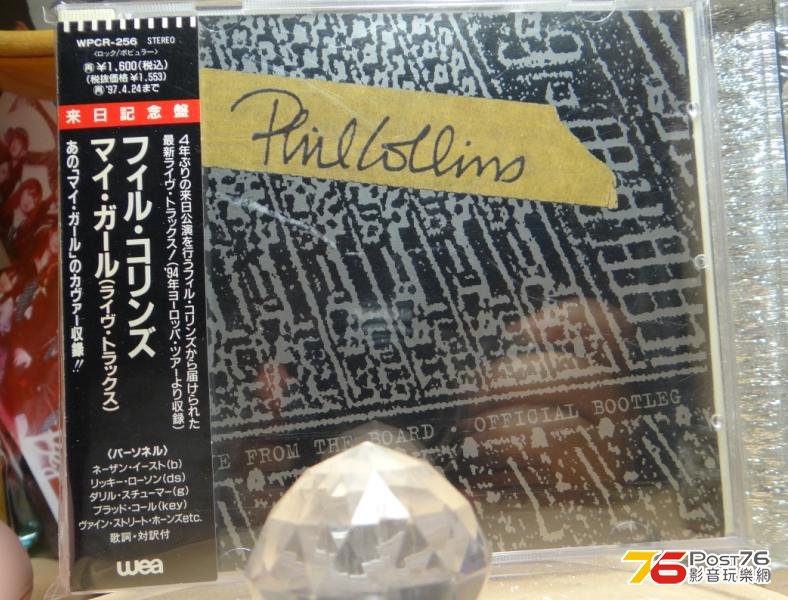 WPCR-256 STEREO
〈ロック/ポピュラー〉
再¥1,600(税込)
(税抜価格¥1,553)
再'97.4.24まで
来日記念盤
4年ぶりの来日公演を行うフィル・コリンズから届けられた
最新ライヴ・トラックス!('94年ヨーロッパ・ツアーより収録)
フィル・コリンズ
マイ・ガール(ライヴ・トラックス)
あの「マイ・ガール」のカヴァー収録!!
〈パーソネル〉
ネーザン・イースト(b)
リッキー・ローソン(ds)
ダリル・スチューマー(g)
ブラッド・コール(key)
ヴァイン・ストリート・ホーンズetc.
歌詞・対訳付
wea
Phil Collins
E FROM THE BOARD OFFICIAL BOOTLEG
76 Post76
影音玩樂網